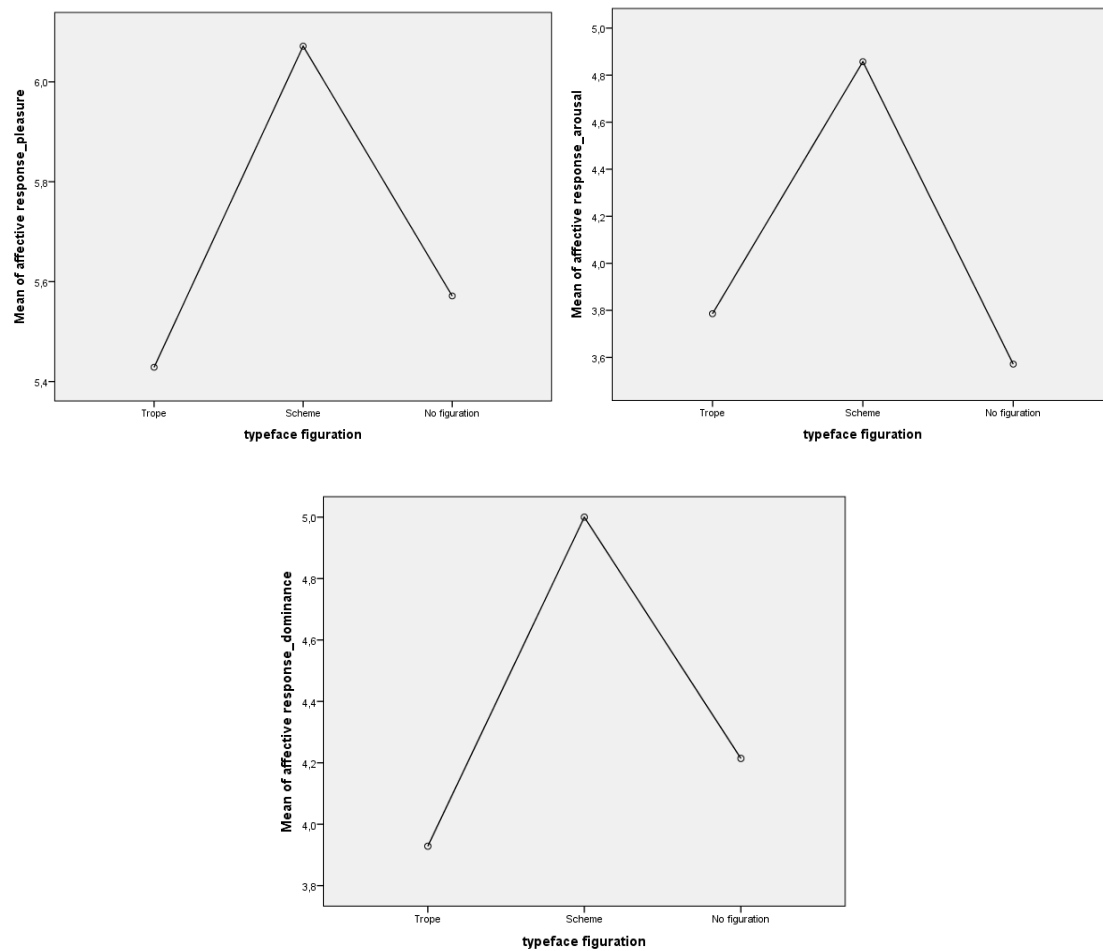 Mean of affective response_pleasure
6,0
5,8
5,6
5,4
Trope Scheme No figuration
typeface figuration
Mean of affective response_arousal
5,0
4,8
4,6
4,4
4,2
4,0
3,8
3,6
Trope Scheme No figuration
typeface figuration
Mean of affective response_dominance
5,0
4,8
4,6
4,4
4,2
4,0
3,8
Trope Scheme No figuration
typeface figuration